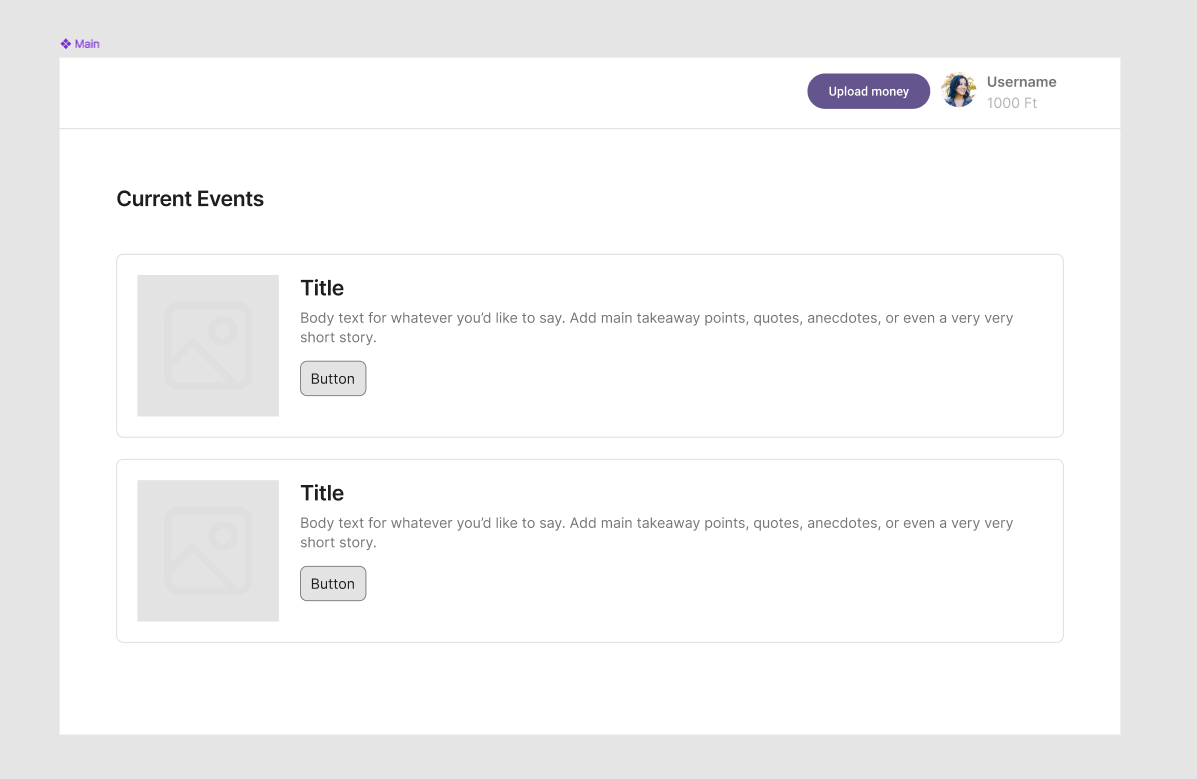 Main
Upload money
Username
1000 Ft
Current Events
Title
Body text for whatever you’d like to say. Add main takeaway points, quotes, anecdotes, or even a very very
short story.
Button
Title
Body text for whatever you’d like to say. Add main takeaway points, quotes, anecdotes, or even a very very
short story.
Button